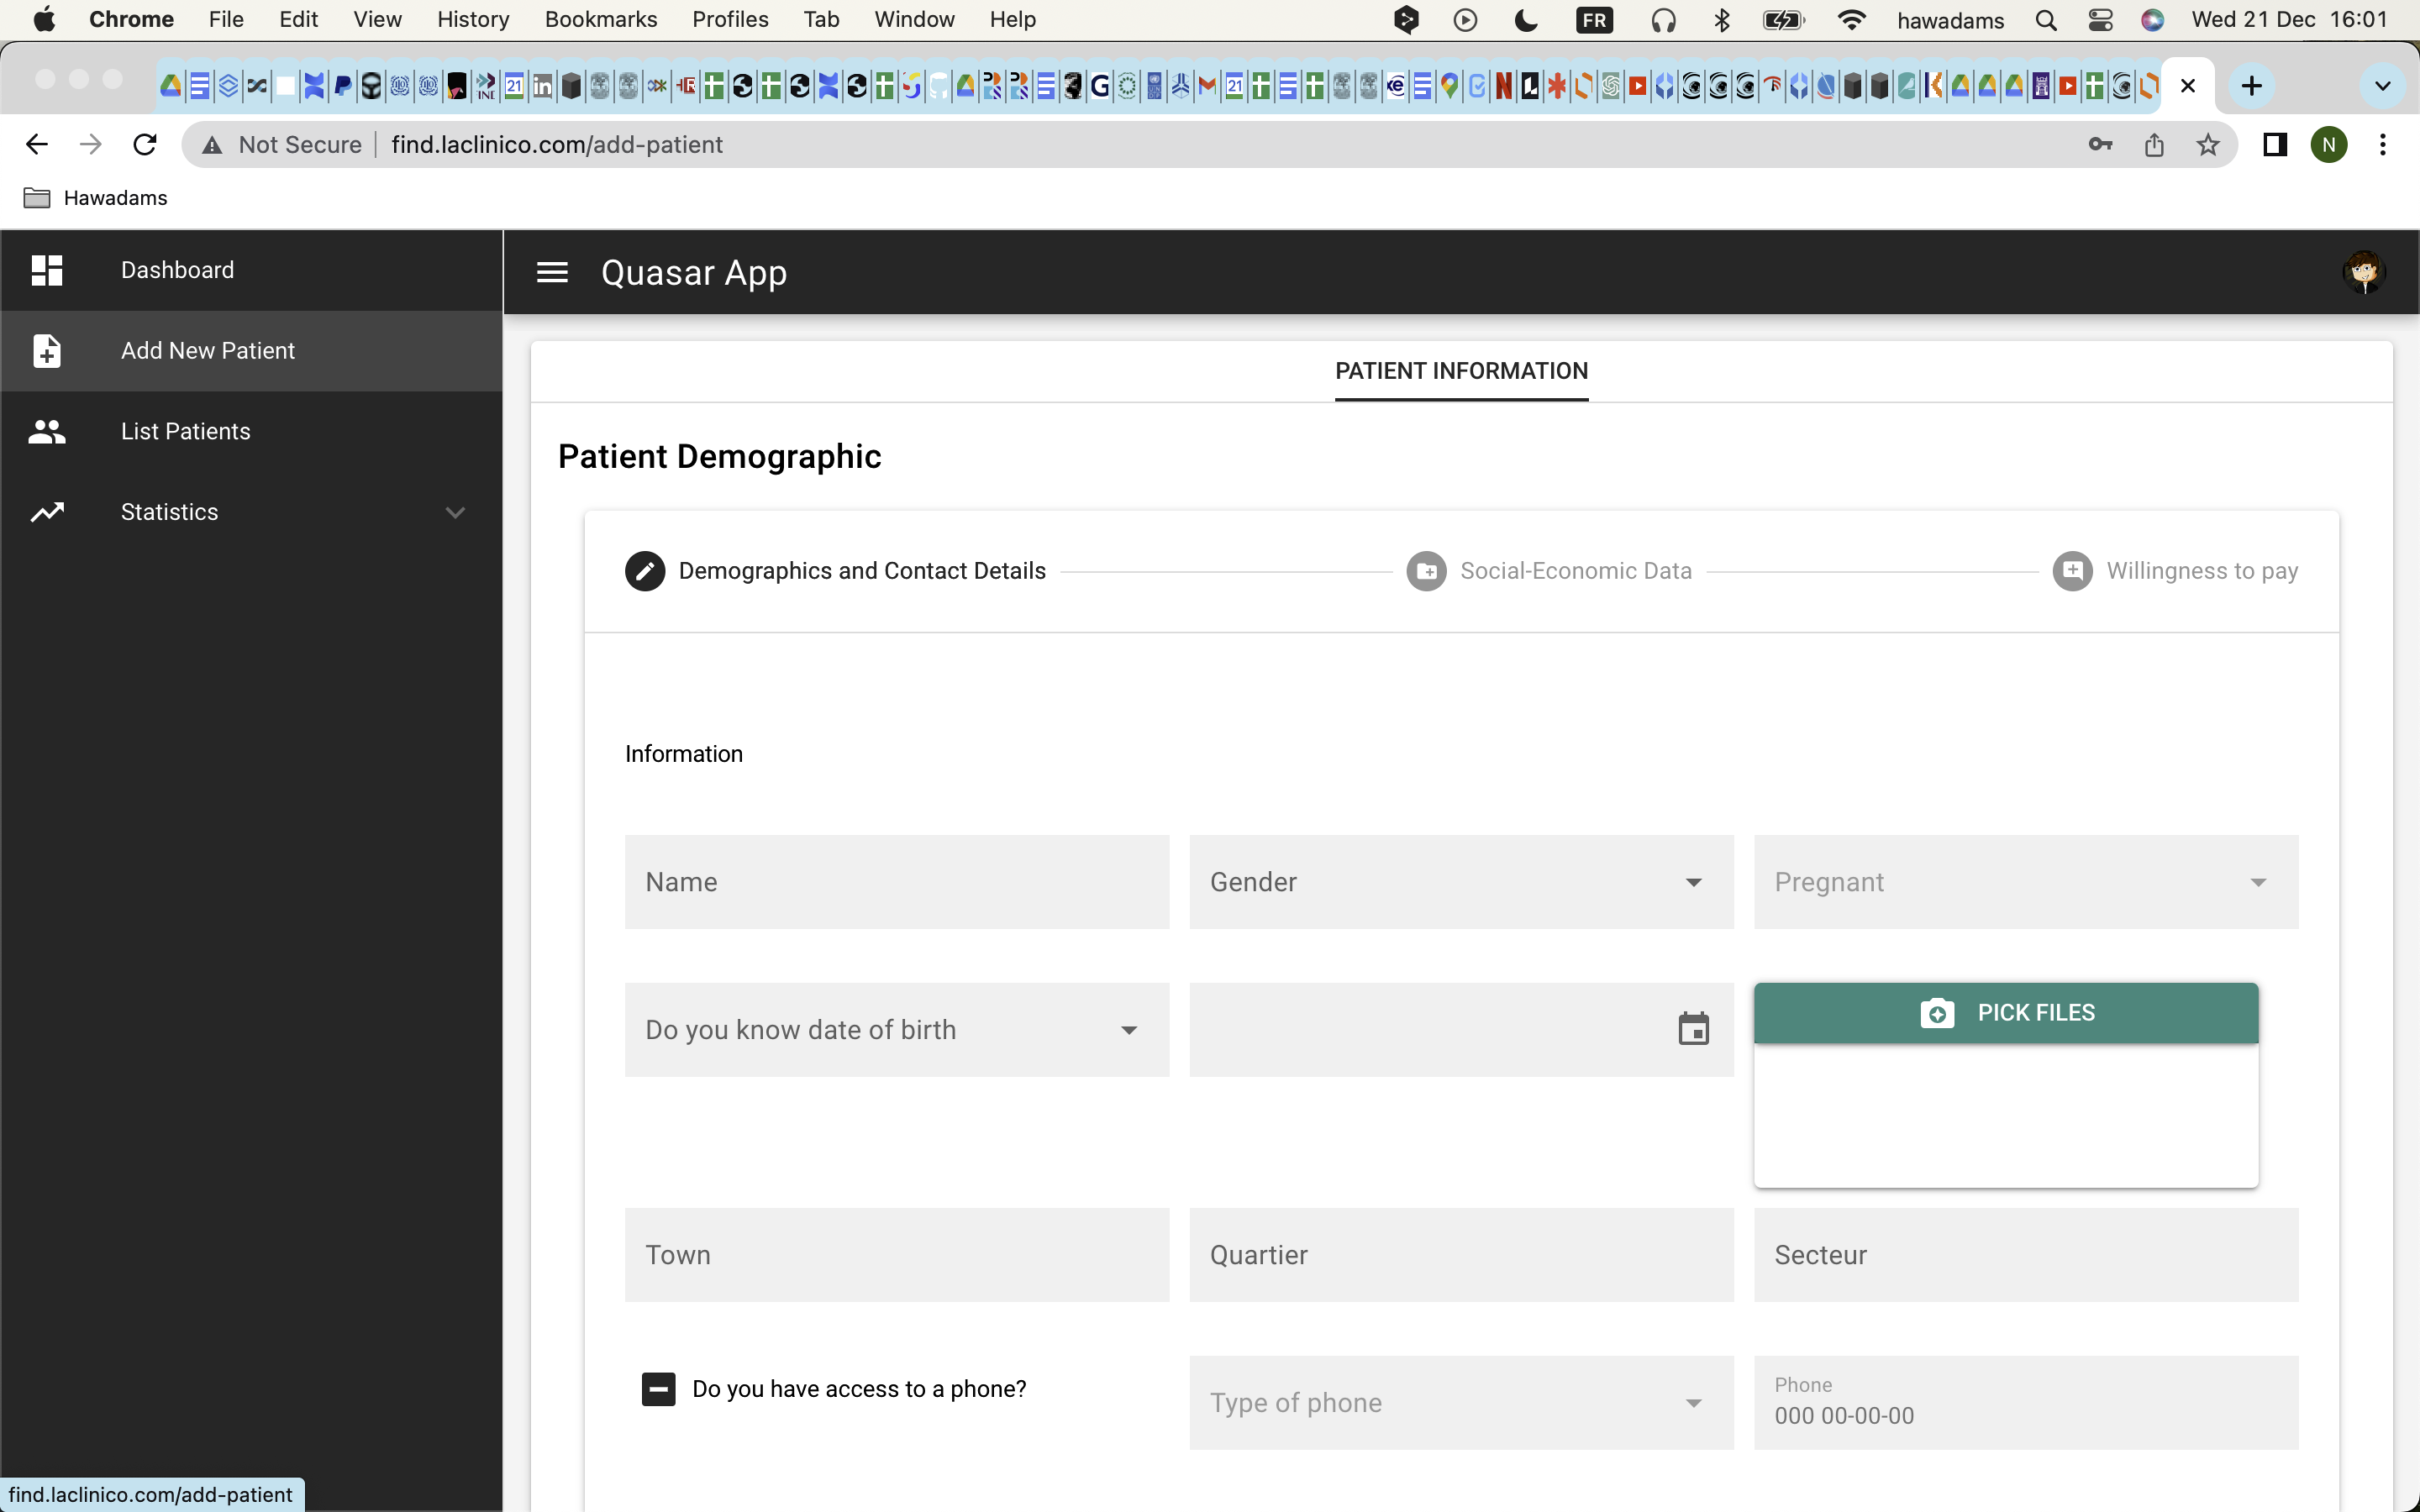 Chrome File Edit View History Bookmarks Profiles Tab Window Help FR hawadams Wed 21 Dec 16:01
Not Secure find.laclinico.com/add-patient N
Hawadams
Dashboard
Add New Patient
List Patients
Statistics
Quasar App
PATIENT INFORMATION
Patient Demographic
Demographics and Contact Details Social-Economic Data Willingness to pay
Information
Name Gender Pregnant
Do you know date of birth PICK FILES
Town Quartier Secteur
Do you have access to a phone? Type of phone Phone
000 00-00-00
find.laclinico.com/add-patient